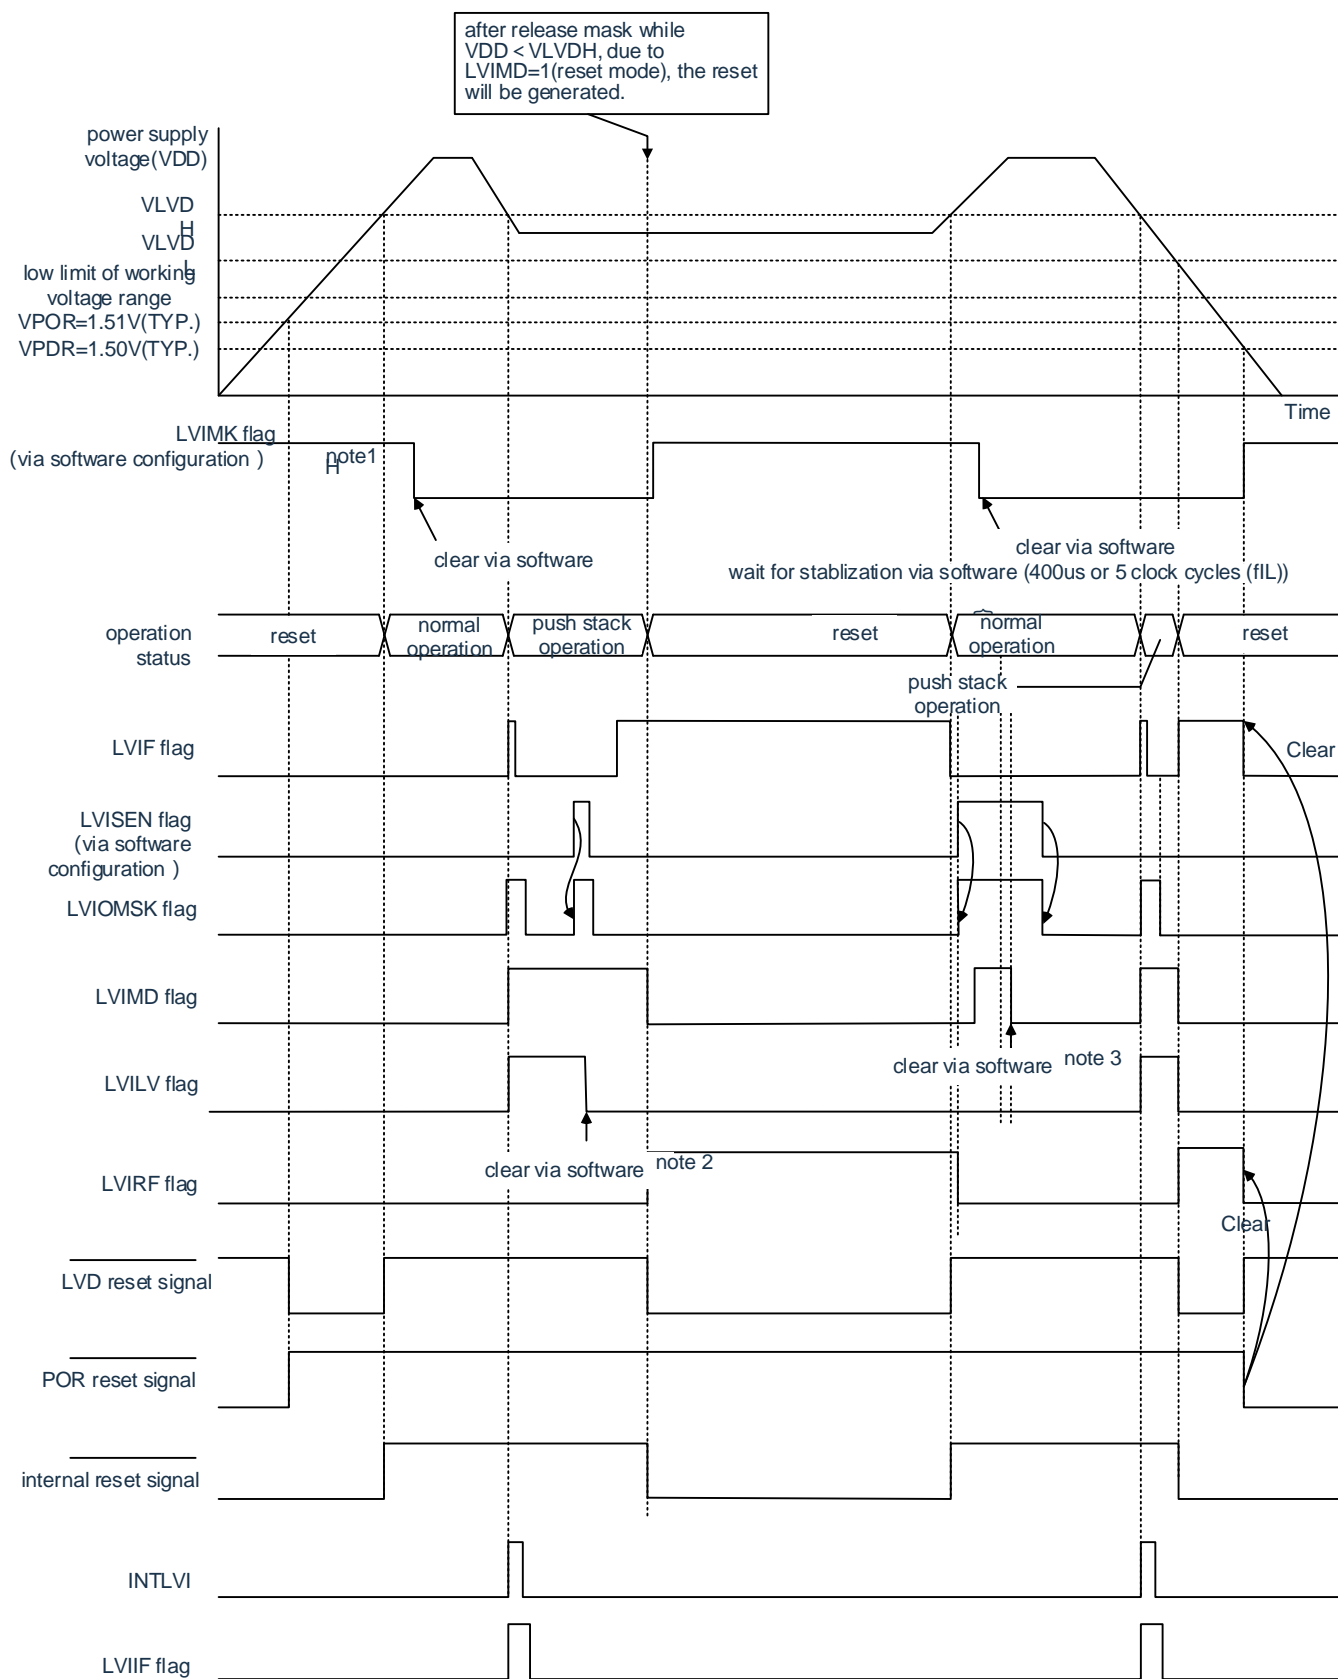 after release mask while
VDD < VLVDH, due to
LVIMD=1(reset mode), the reset
will be generated.
power supply
voltage(VDD)
VLVD
H
VLVD
L
low limit of working
voltage range
VPOR=1.51V(TYP.)
VPDR=1.50V(TYP.)
Time
LVIMK flag
(via software configuration )
note1
H
clear via software
clear via software
wait for stablization via software (400us or 5 clock cycles (fIL))
operation
status
reset
normal
operation
push stack
operation
reset
normal
operation
reset
push stack
operation
LVIF flag
Clear
LVISEN flag
(via software
configuration )
LVIOMSK flag
LVIMD flag
clear via software note 3
LVILV flag
clear via software note 2
LVIRF flag
Clear
LVD reset signal
POR reset signal
internal reset signal
INTLVI
LVIIF flag